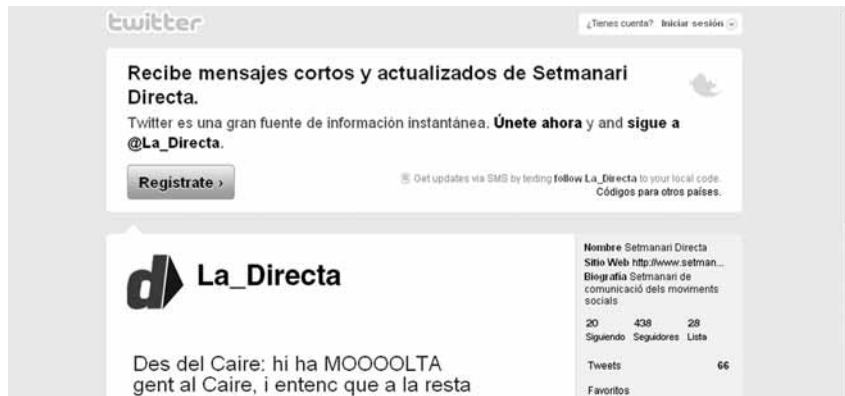 twitter
¿Tienes cuenta? Iniciar sesión
Recibe mensajes cortos y actualizados de Setmanari
Directa.
Twitter es una gran fuente de información instantánea. Únete ahora y and sigue a
@La_Directa.
Regístrate ›
Get updates via SMS by texting follow La_Directa to your local code.
Códigos para otros países.
d La_Directa
Des del Caire: hi ha MOOOOLTA
gent al Caire, i entenc que a la resta
Nombre Setmanari Directa
Sitio Web http://www.setman...
Biografía Setmanari de
comunicació dels moviments
socials
20 438 28
Siguiendo Seguidores Lista
Tweets 66
Favoritos